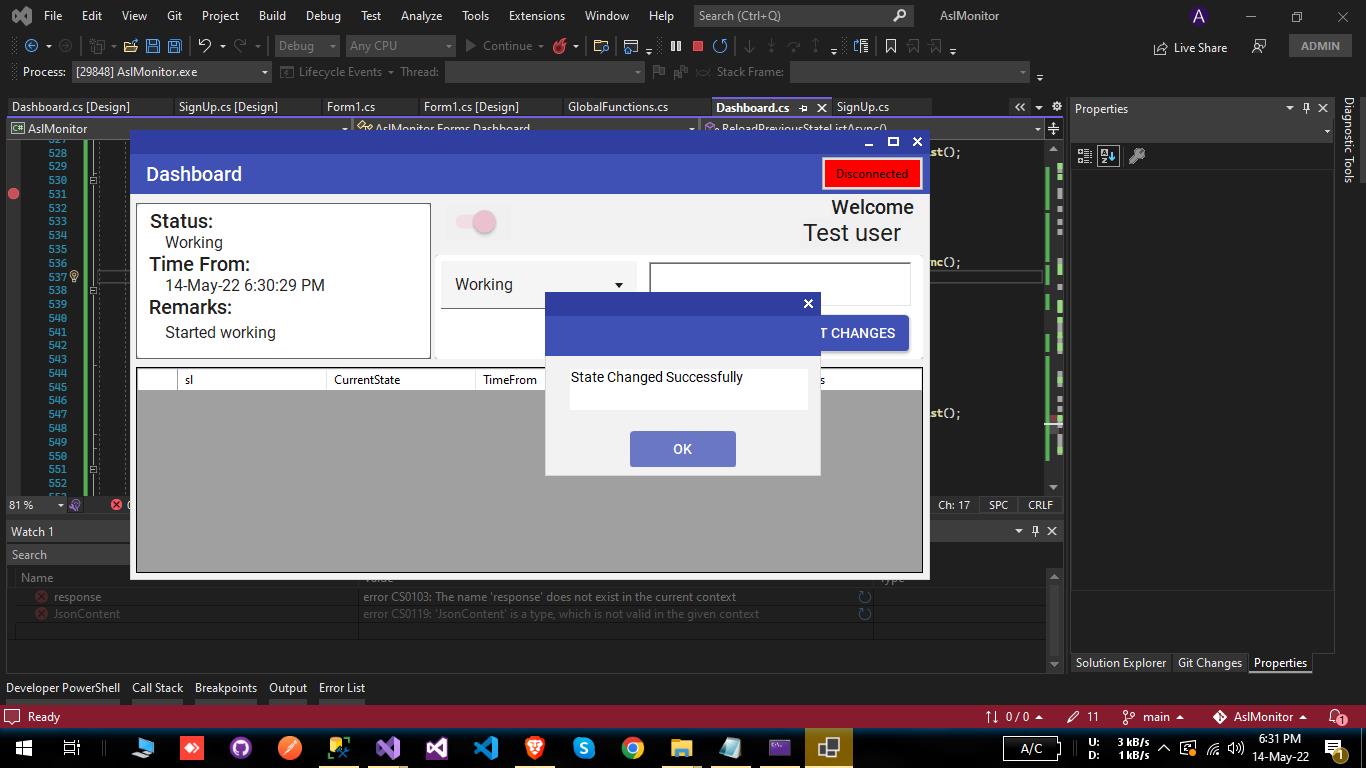 File Edit View Git Project Build Debug Test Analyze Tools Extensions Window Help Search (Ctrl+Q) AslMonitor A
Debug Any CPU Continue Live Share ADMIN
Process: [29848] AslMonitor.exe Lifecycle Events Thread: Stack Frame:
Dashboard.cs [Design] SignUp.cs [Design] Form1.cs Form1.cs [Design] GlobalFunctions.cs Dashboard.cs SignUp.cs
Properties
Diagnostic Tools
AslMonitor AslMonitor.Forms.Dashboard ReloadPreviousStateListAsync()
528
529
530
531
532
533
534
535
536
537
538
539
540
541
542
543
544
545
546
547
548
549
550
551
552
st();
nc();
st();
Dashboard Disconnected
Status:
Working
Time From:
14-May-22 6:30:29 PM
Remarks:
Started working
Welcome
Test user
Working
T CHANGES
sl CurrentState TimeFrom s
State Changed Successfully
OK
81 % Ch: 17 SPC CRLF
Watch 1
Search
Name Value Type
response error CS0103: The name 'response' does not exist in the current context
JsonContent error CS0119: 'JsonContent' is a type, which is not valid in the given context
Solution Explorer Git Changes Properties
Developer PowerShell Call Stack Breakpoints Output Error List
Ready 0 / 0 11 main AslMonitor 1
A/C U: 3 kB/s
D: 1 kB/s
6:31 PM
14-May-22
1